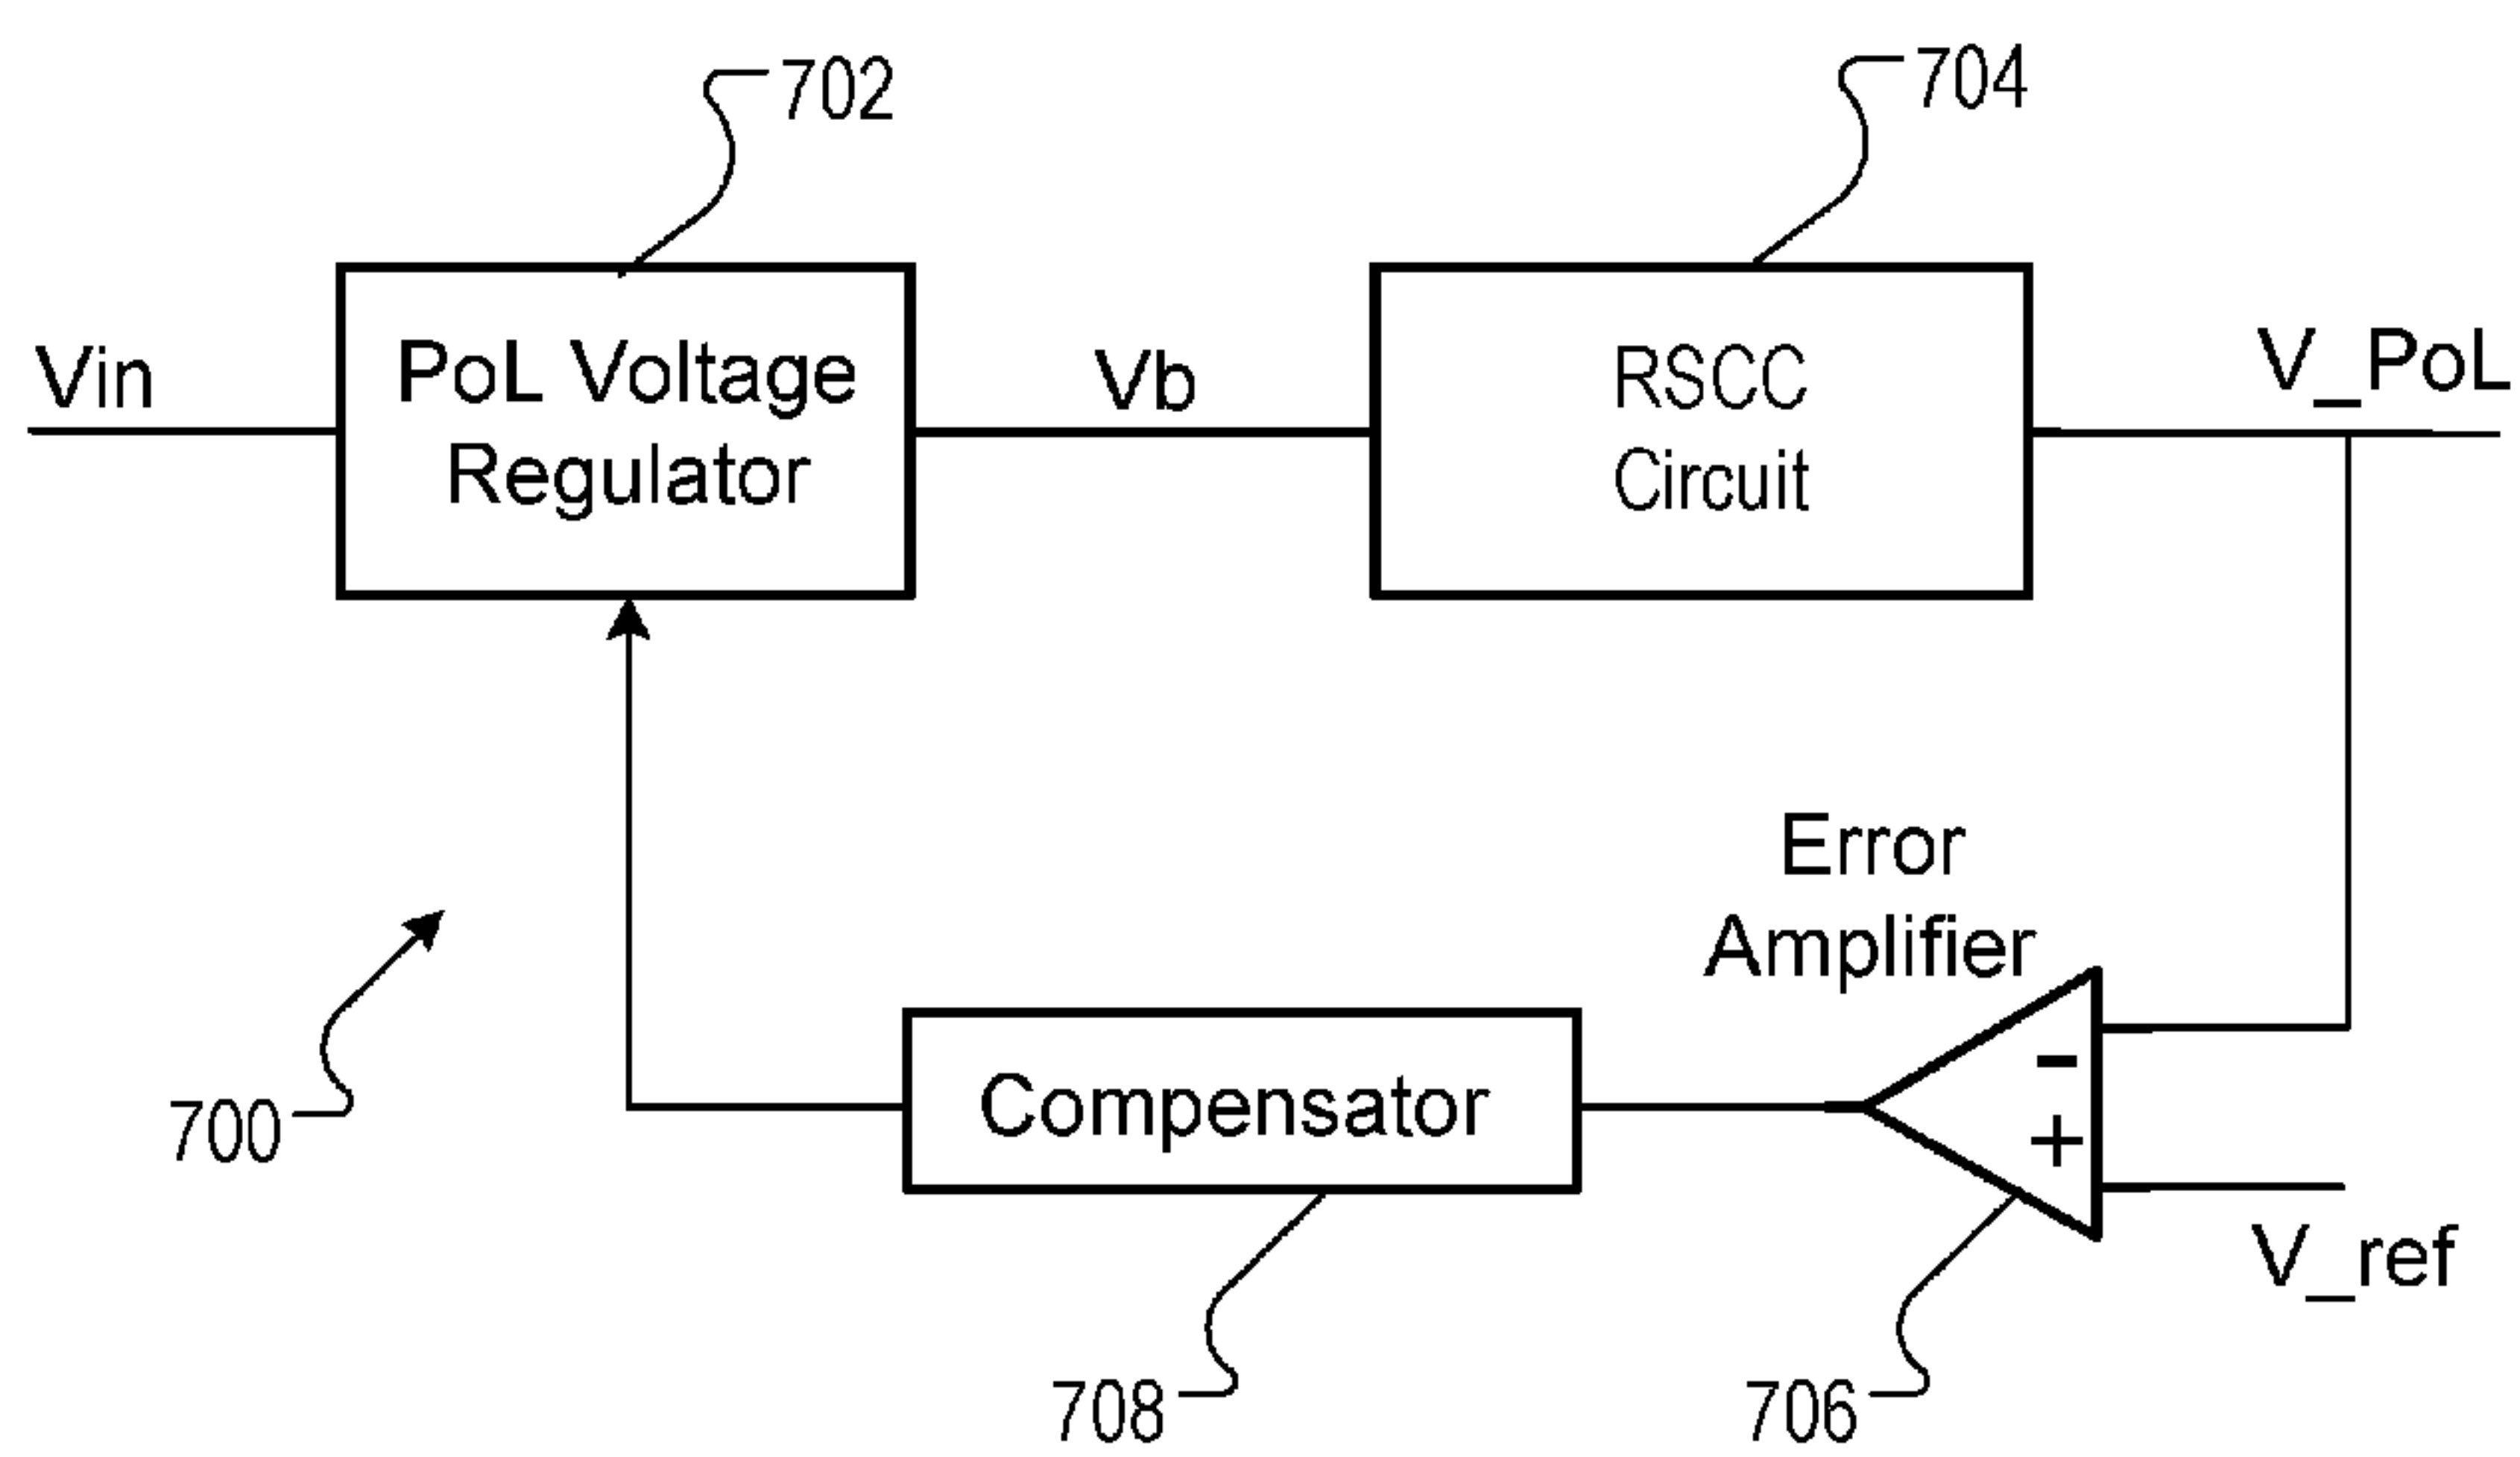 702
704
Vin
PoL Voltage
Regulator
Vb
RSCC
Circuit
V_PoL
Error
Amplifier
-
+
Compensator
700
V_ref
708
706